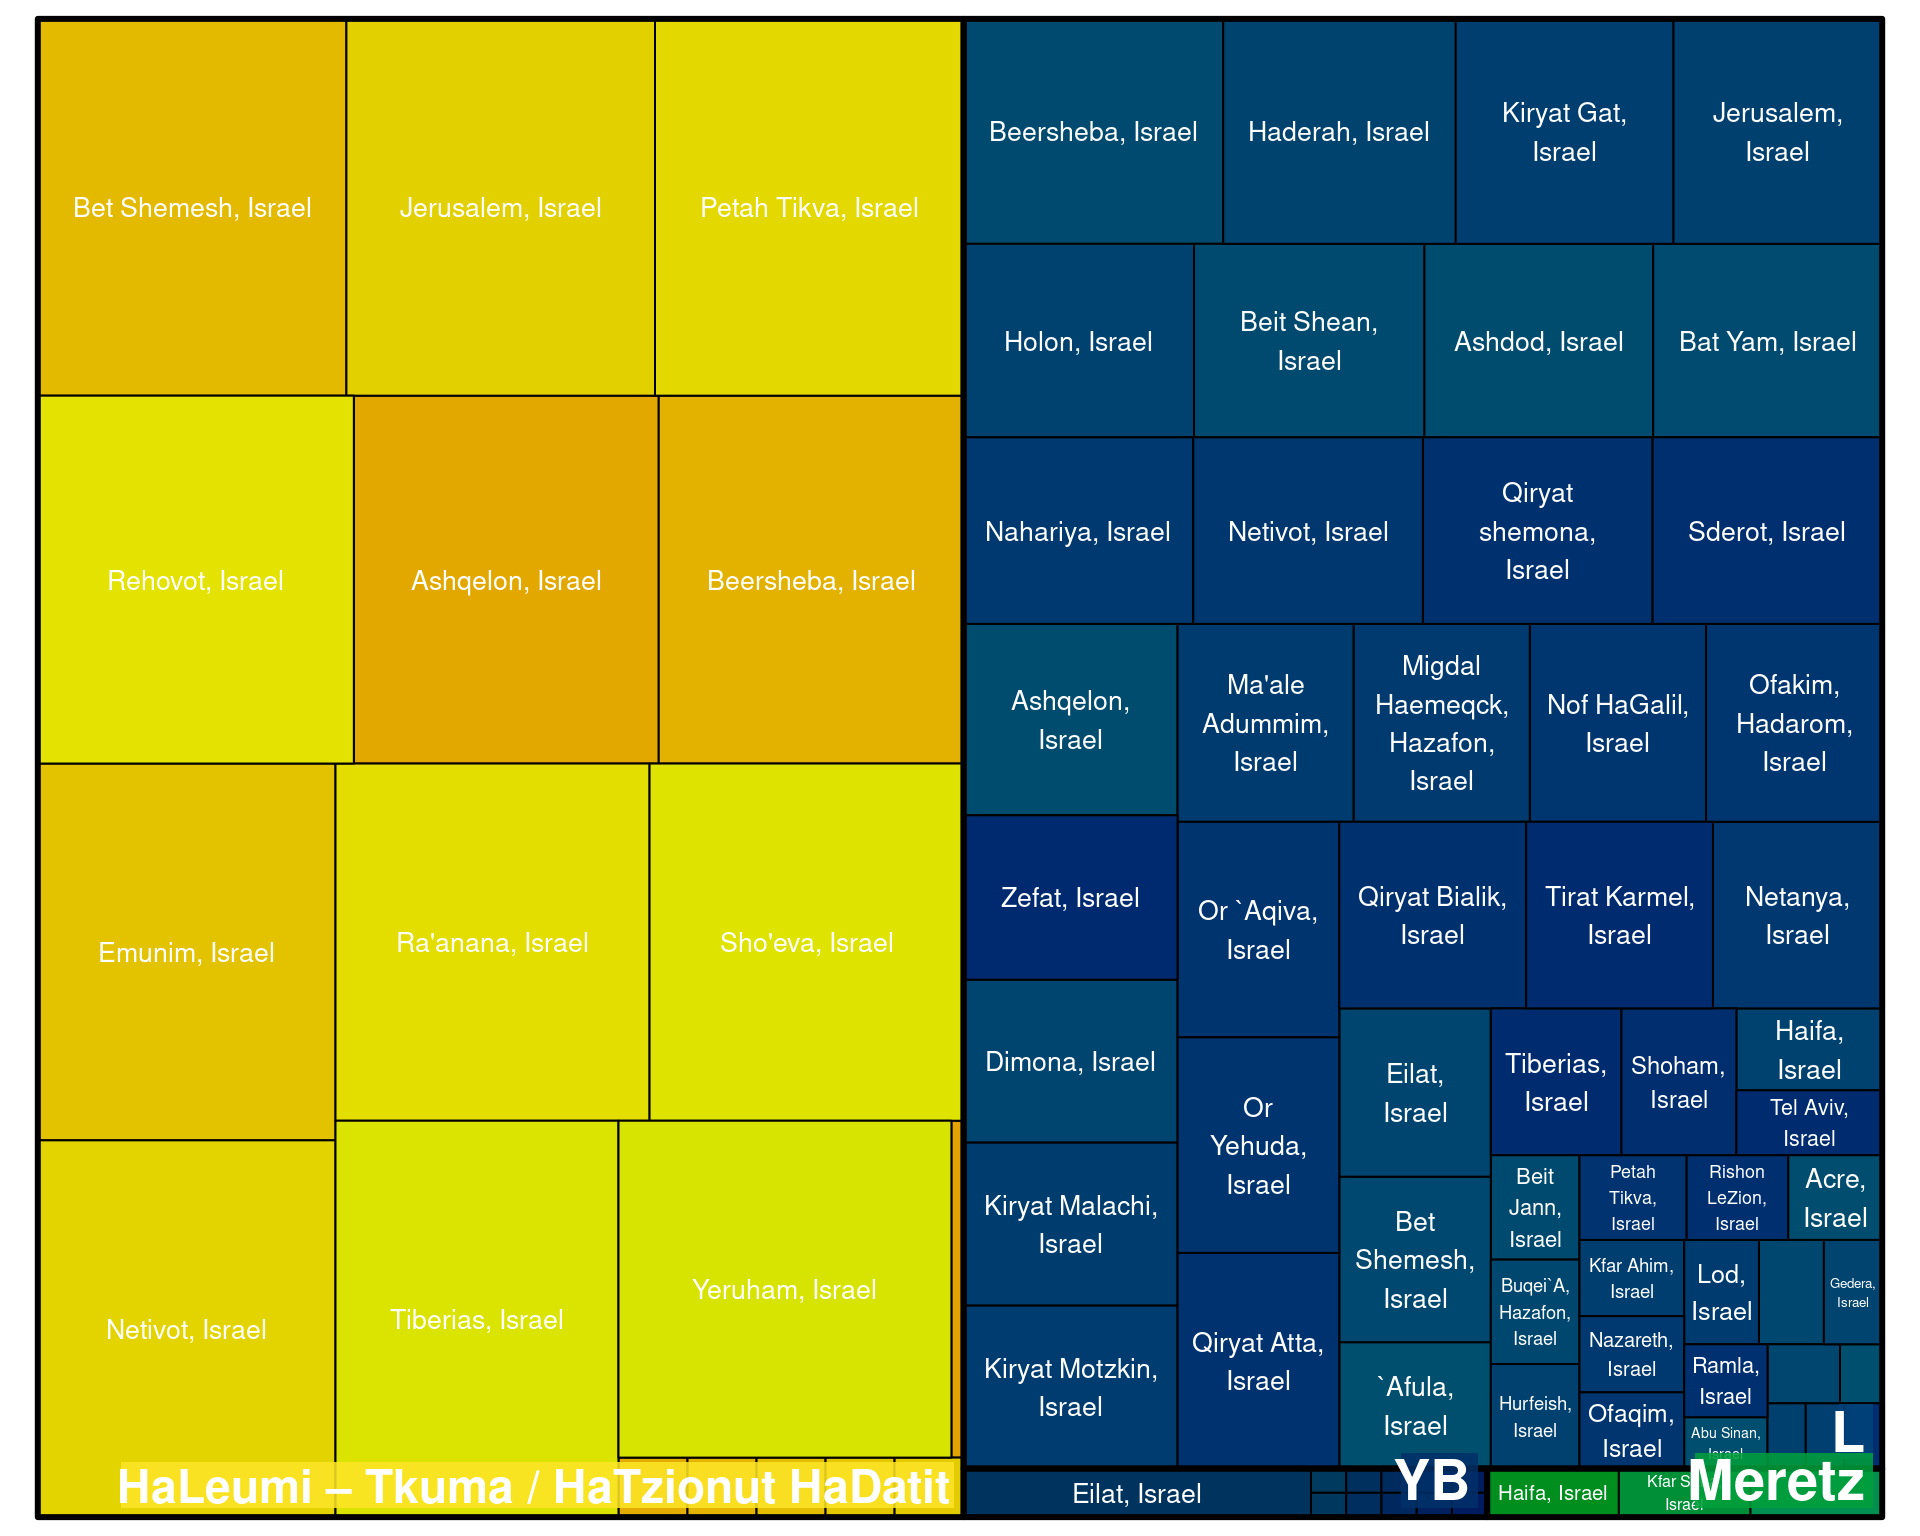 Bet Shemesh, Israel
Jerusalem, Israel
Petah Tikva, Israel
Rehovot, Israel
Ashqelon, Israel
Beersheba, Israel
Emunim, Israel
Ra'anana, Israel
Sho'eva, Israel
Netivot, Israel
Tiberias, Israel
Yeruham, Israel
HaLeumi – Tkuma / HaTzionut HaDatit
Beersheba, Israel
Haderah, Israel
Kiryat Gat,
Israel
Jerusalem,
Israel
Holon, Israel
Beit Shean,
Israel
Ashdod, Israel
Bat Yam, Israel
Nahariya, Israel
Netivot, Israel
Qiryat
shemona,
Israel
Sderot, Israel
Ashqelon,
Israel
Ma'ale
Adummim,
Israel
Migdal
Haemeqck,
Hazafon,
Israel
Nof HaGalil,
Israel
Ofakim,
Hadarom,
Israel
Zefat, Israel
Or `Aqiva,
Israel
Qiryat Bialik,
Israel
Tirat Karmel,
Israel
Netanya,
Israel
Dimona, Israel
Or
Yehuda,
Israel
Eilat,
Israel
Tiberias,
Israel
Shoham,
Israel
Haifa,
Israel
Tel Aviv,
Israel
Kiryat Malachi,
Israel
Bet
Shemesh,
Israel
Beit
Jann,
Israel
Petah
Tikva,
Israel
Rishon
LeZion,
Israel
Acre,
Israel
Kiryat Motzkin,
Israel
Qiryat Atta,
Israel
`Afula,
Israel
Buqei`A,
Hazafon,
Israel
Kfar Ahim,
Israel
Lod,
Israel
Gedera,
Israel
Hurfeish,
Israel
Nazareth,
Israel
Ramla,
Israel
Ofaqim,
Israel
Abu Sinan,
Israel
L
Eilat, Israel
YB
Haifa, Israel
Kfar
Israel
Meretz